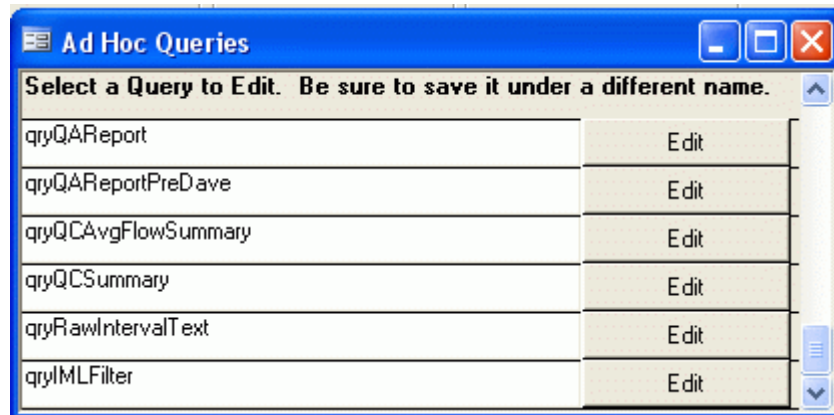 Ad Hoc Queries
Select a Query to Edit.  Be sure to save it under a different name.
qryQAReport Edit
qryQAReportPreDave Edit
qryQCAvgFlowSummary Edit
qryQCSummary Edit
qryRawIntervalText Edit
qryIMLFilter Edit